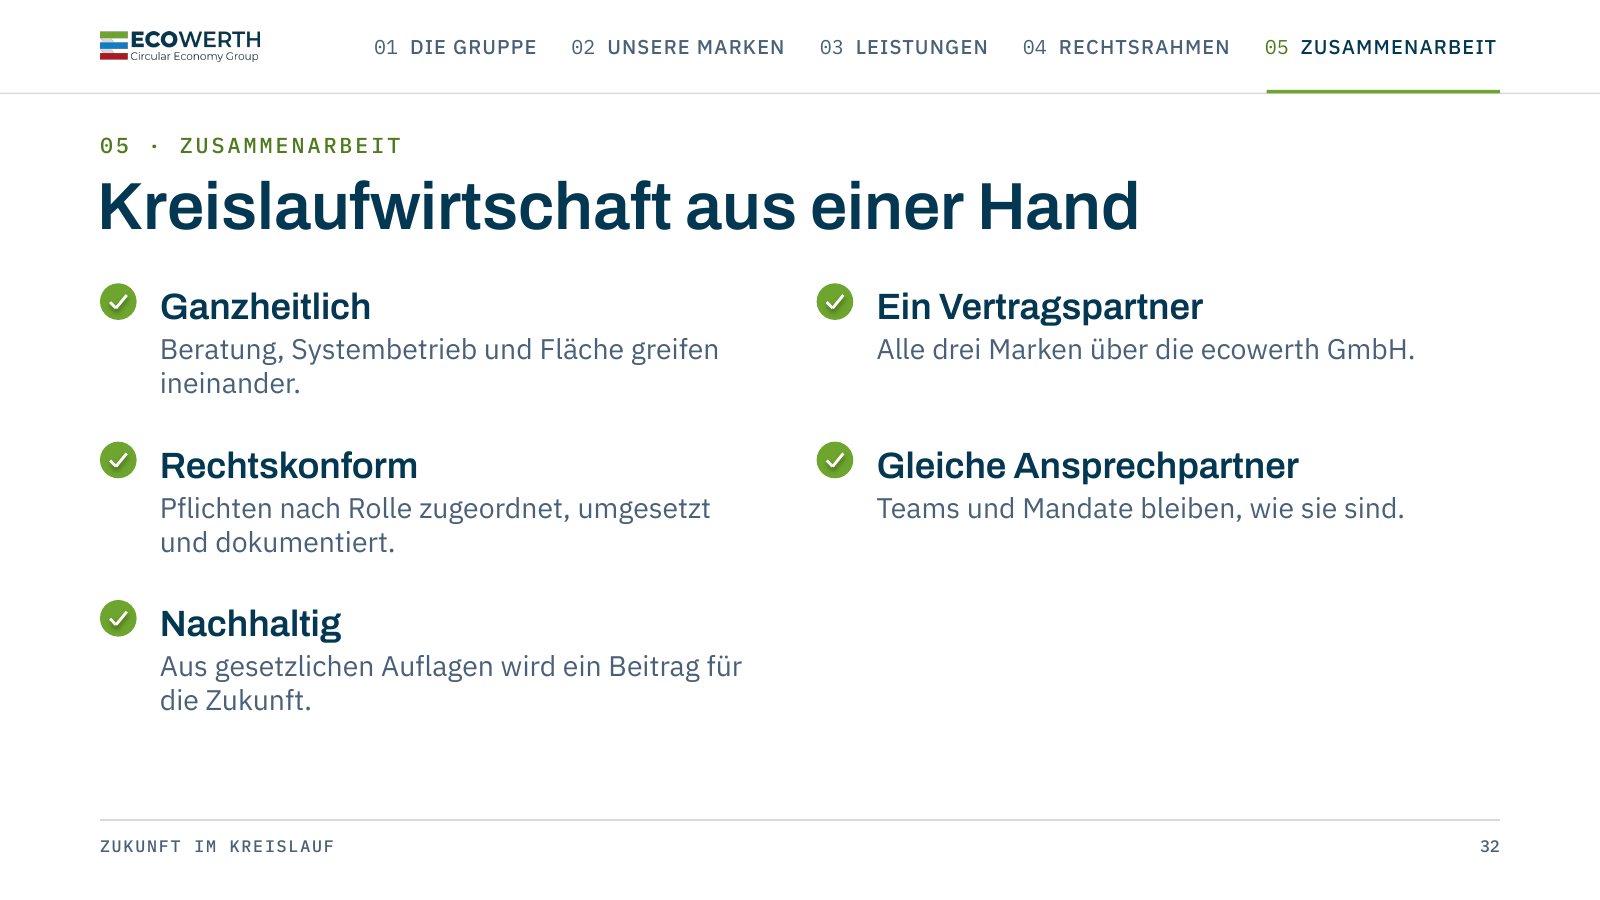 ECOWERTH
Circular Economy Group
01 DIE GRUPPE
02 UNSERE MARKEN
03 LEISTUNGEN
04 RECHTSRAHMEN
05 ZUSAMMENARBEIT
05 · ZUSAMMENARBEIT
Kreislaufwirtschaft aus einer Hand
Ganzheitlich
Beratung, Systembetrieb und Fläche greifen
ineinander.
Rechtskonform
Pflichten nach Rolle zugeordnet, umgesetzt
und dokumentiert.
Nachhaltig
Aus gesetzlichen Auflagen wird ein Beitrag für
die Zukunft.
Ein Vertragspartner
Alle drei Marken über die ecowerth GmbH.
Gleiche Ansprechpartner
Teams und Mandate bleiben, wie sie sind.
ZUKUNFT IM KREISLAUF
32